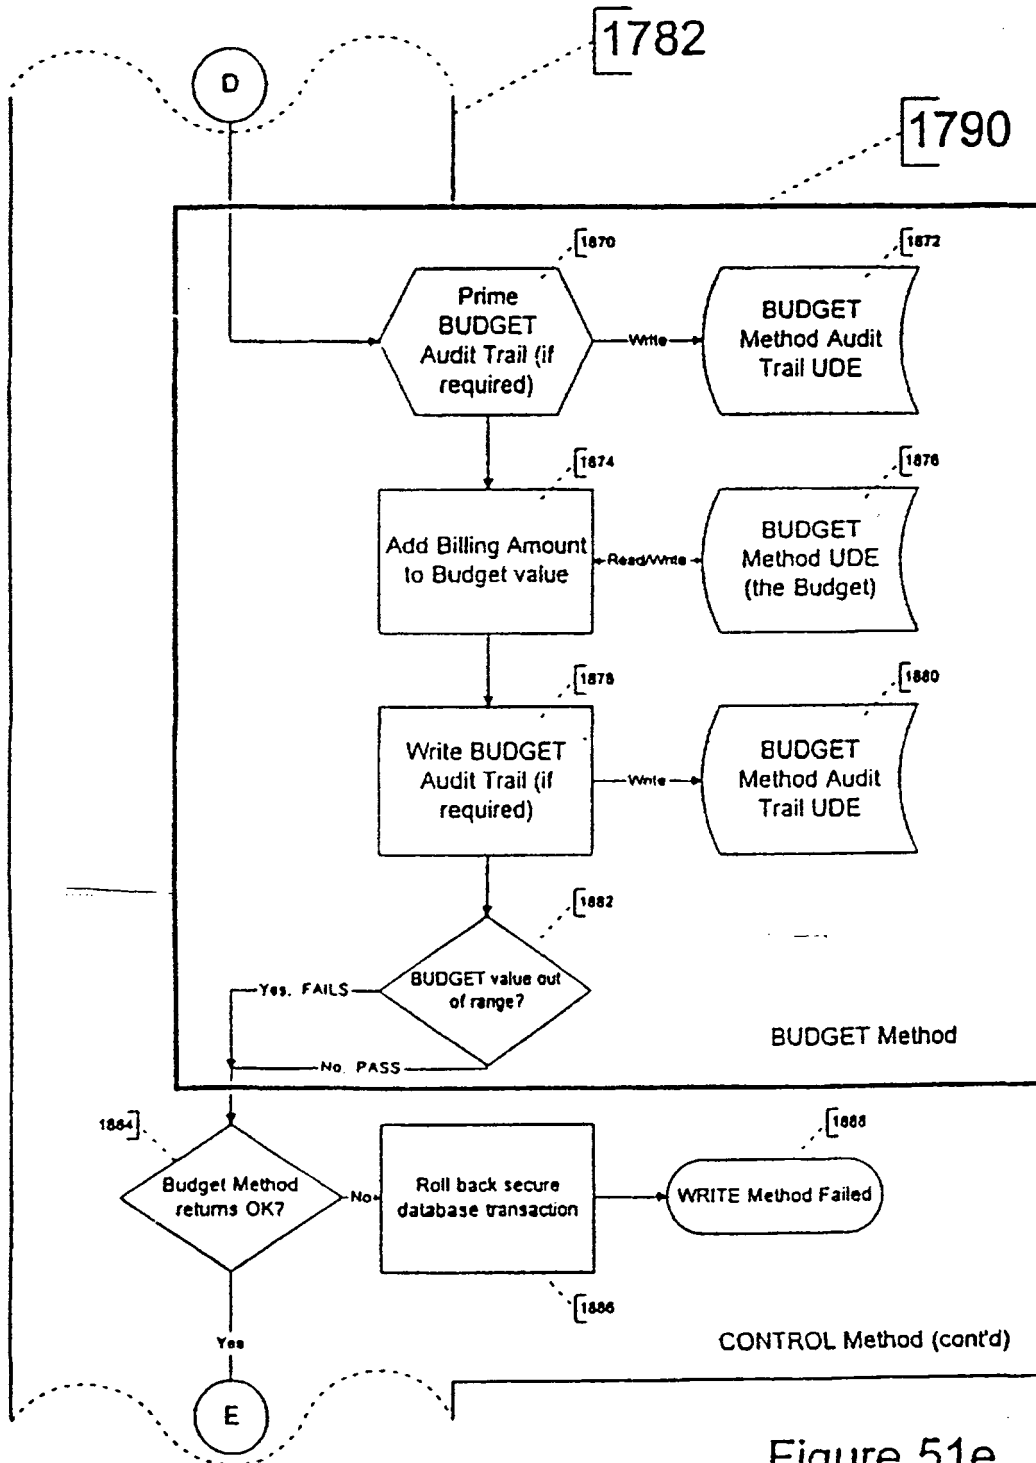 1782
D
1790
1870
1872
Prime
BUDGET
Audit Trail (if
required)
Write
BUDGET
Method Audit
Trail UDE
1874
1876
Add Billing Amount
to Budget value
Read/Write
BUDGET
Method UDE
(the Budget)
1878
1880
Write BUDGET
Audit Trail (if
required)
Write
BUDGET
Method Audit
Trail UDE
1882
BUDGET value out
of range?
Yes, FAILS
No, PASS
BUDGET Method
1884
1888
Budget Method
returns OK?
No
Roll back secure
database transaction
WRITE Method Failed
1886
Yes
CONTROL Method (cont'd)
E
Figure 51e